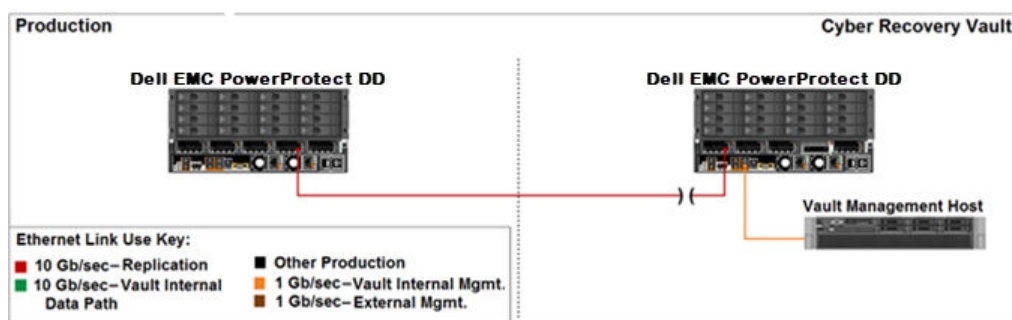 Production
Cyber Recovery Vault
Dell EMC PowerProtect DD
Dell EMC PowerProtect DD
Vault Management Host
Ethernet Link Use Key:
10 Gb/sec–Replication
10 Gb/sec–Vault Internal
Data Path
Other Production
1 Gb/sec–Vault Internal Mgmt.
1 Gb/sec–External Mgmt.